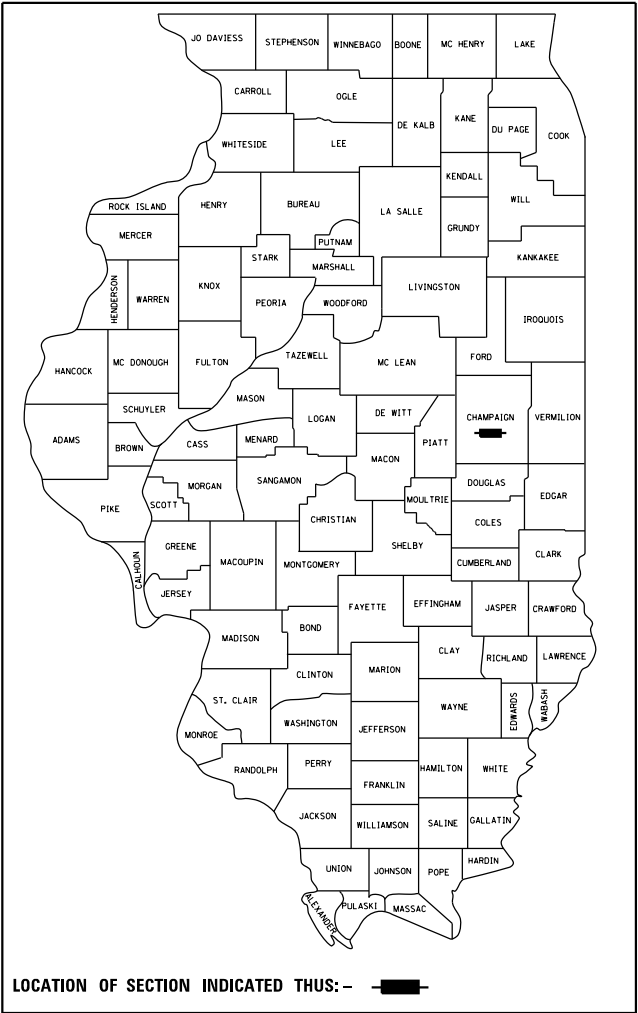 JO DAVIESS
STEPHENSON
WINNEBAGO
BOONE
MC HENRY
LAKE
CARROLL
OGLE
DE KALB
KANE
DU PAGE
COOK
WHITESIDE
LEE
KENDALL
WILL
ROCK ISLAND
HENRY
BUREAU
LA SALLE
GRUNDY
MERCER
PUTNAM
STARK
MARSHALL
KANKAKEE
HENDERSON
WARREN
KNOX
PEORIA
WOODFORD
LIVINGSTON
IROQUOIS
HANCOCK
MC DONOUGH
FULTON
TAZEWELL
MC LEAN
FORD
MASON
SCHUYLER
LOGAN
DE WITT
CHAMPAIGN
VERMILION
ADAMS
BROWN
CASS
MENARD
PIATT
MACON
MORGAN
SANGAMON
DOUGLAS
EDGAR
PIKE
SCOTT
CHRISTIAN
MOULTRIE
COLES
GREENE
MACOUPIN
SHELBY
CLARK
CALHOUN
MONTGOMERY
CUMBERLAND
JERSEY
FAYETTE
EFFINGHAM
JASPER
CRAWFORD
MADISON
BOND
CLAY
RICHLAND
LAWRENCE
CLINTON
MARION
ST. CLAIR
WAYNE
EDWARDS
WABASH
WASHINGTON
JEFFERSON
MONROE
RANDOLPH
PERRY
HAMILTON
WHITE
FRANKLIN
JACKSON
WILLIAMSON
SALINE
GALLATIN
UNION
JOHNSON
POPE
HARDIN
ALEXANDER
PULASKI
MASSAC
LOCATION OF SECTION INDICATED THUS: –